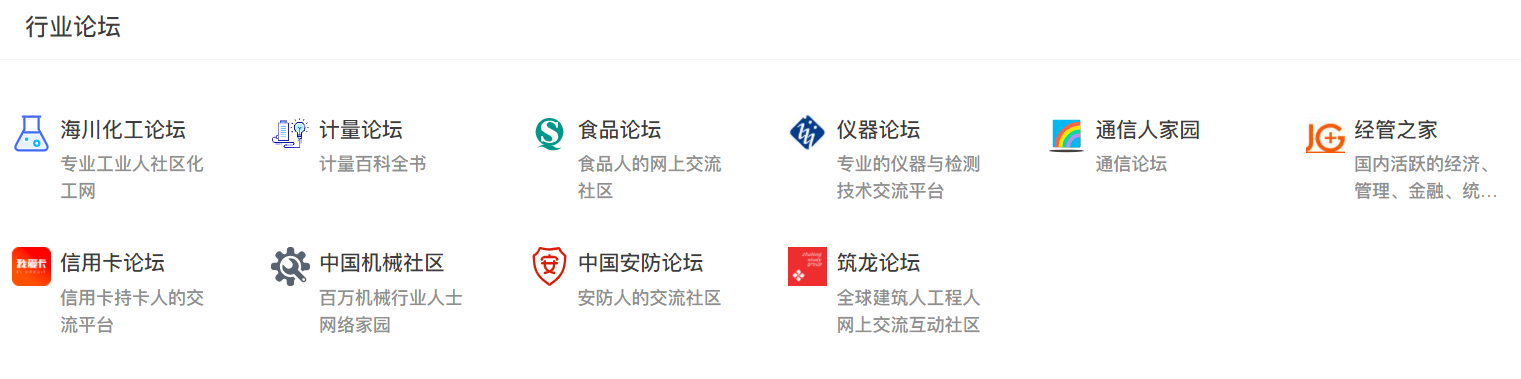 行业论坛
海川化工论坛
专业工业人社区化
工网
计量论坛
计量百科全书
食品论坛
食品人的网上交流
社区
仪器论坛
专业的仪器与检测
技术交流平台
通信人家园
通信论坛
JG
经管之家
国内活跃的经济、
管理、金融、统...
我爱卡
信用卡论坛
信用卡持卡人的交
流平台
中国机械社区
百万机械行业人士
网络家园
安
中国安防论坛
安防人的交流社区
zhulong
study
group
筑龙论坛
全球建筑人工程人
网上交流互动社区